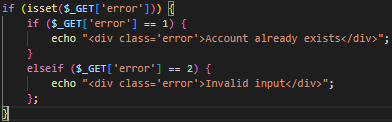 if (isset($_GET['error'])) {
    if ($_GET['error'] == 1) {
        echo "<div class='error'>Account already exists</div>";
    }
    elseif ($_GET['error'] == 2) {
        echo "<div class='error'>Invalid input</div>";
    };
}